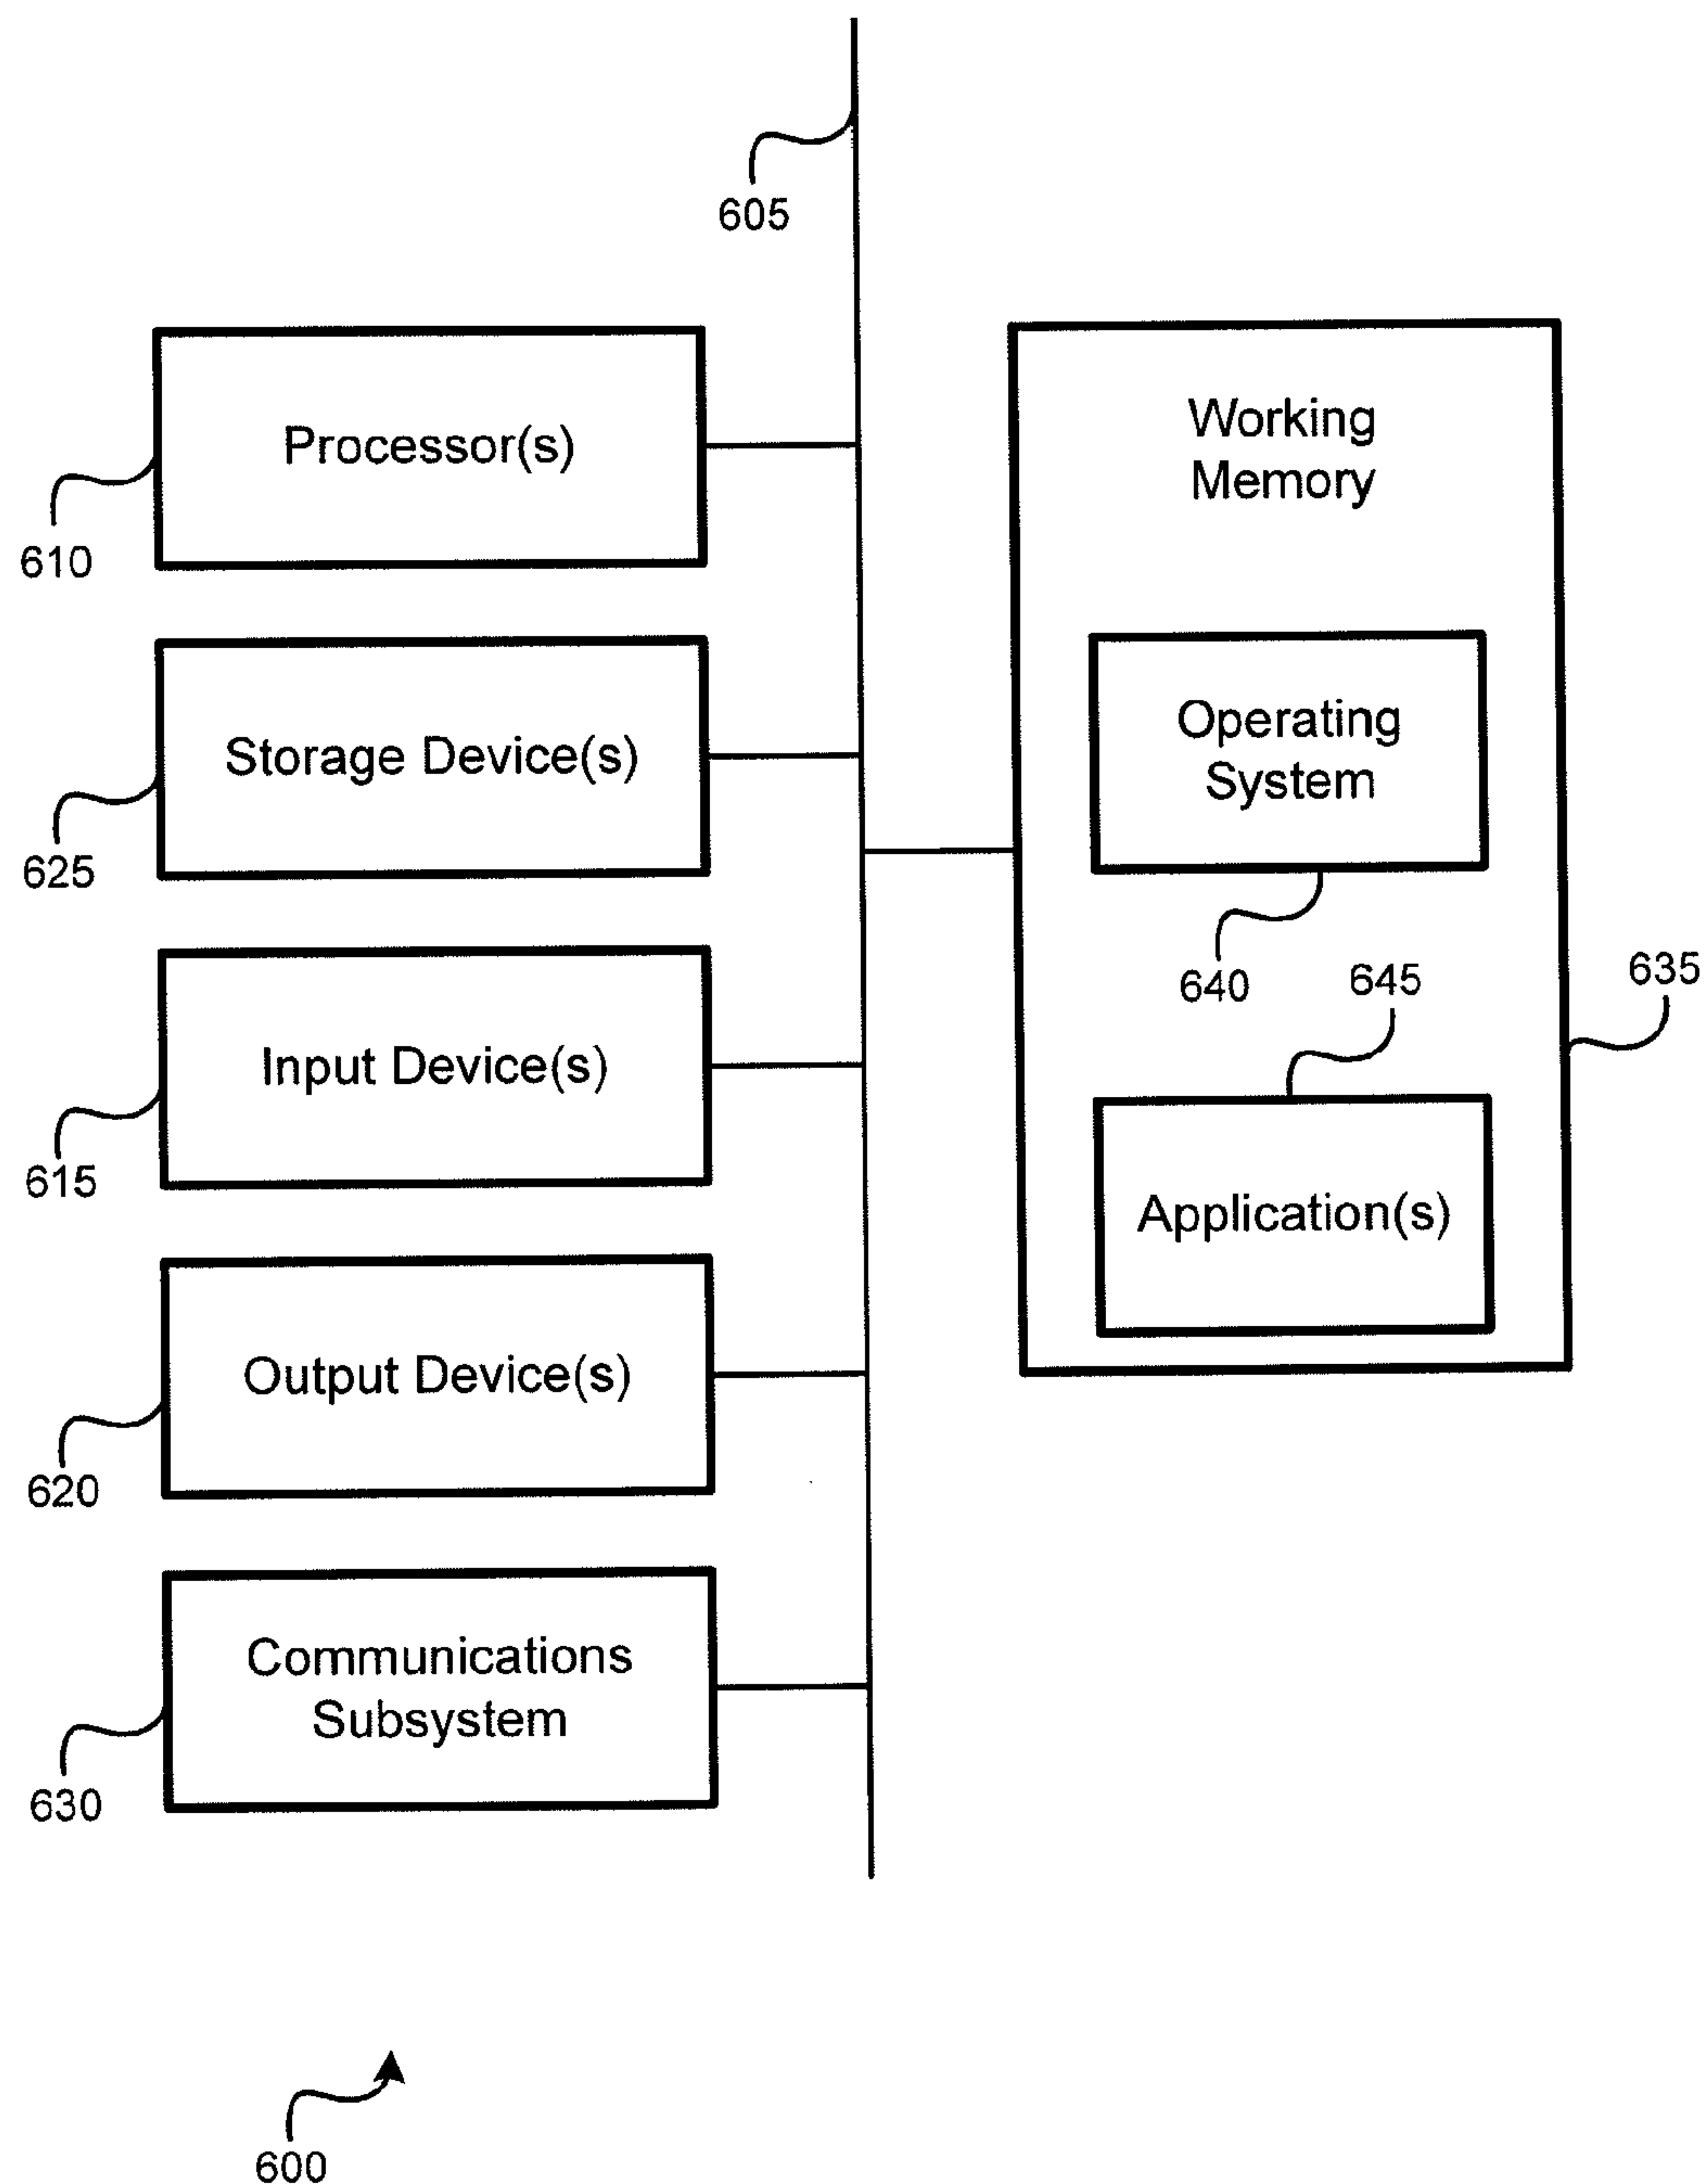 605
Processor(s)
610
Storage Device(s)
625
Input Device(s)
615
Output Device(s)
620
Communications
Subsystem
630
Working
Memory
Operating
System
640
645
635
Application(s)
600